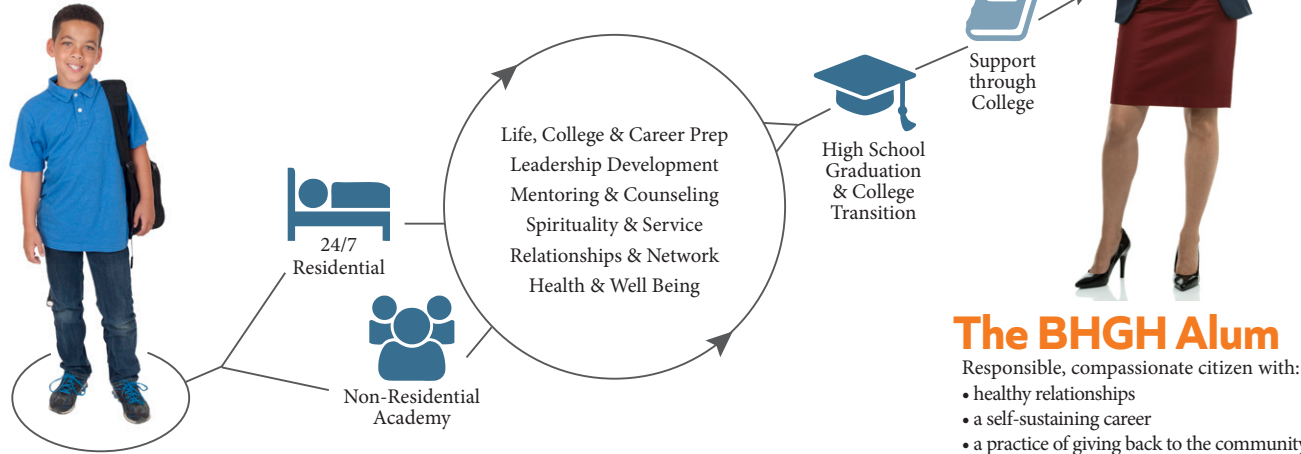 24/7
Residential
Non-Residential
Academy
Life, College & Career Prep
Leadership Development
Mentoring & Counseling
Spirituality & Service
Relationships & Network
Health & Well Being
High School
Graduation
& College
Transition
Support
through
College
The BHGH Alum
Responsible, compassionate citizen with:
• healthy relationships
• a self-sustaining career
• a practice of giving back to the community